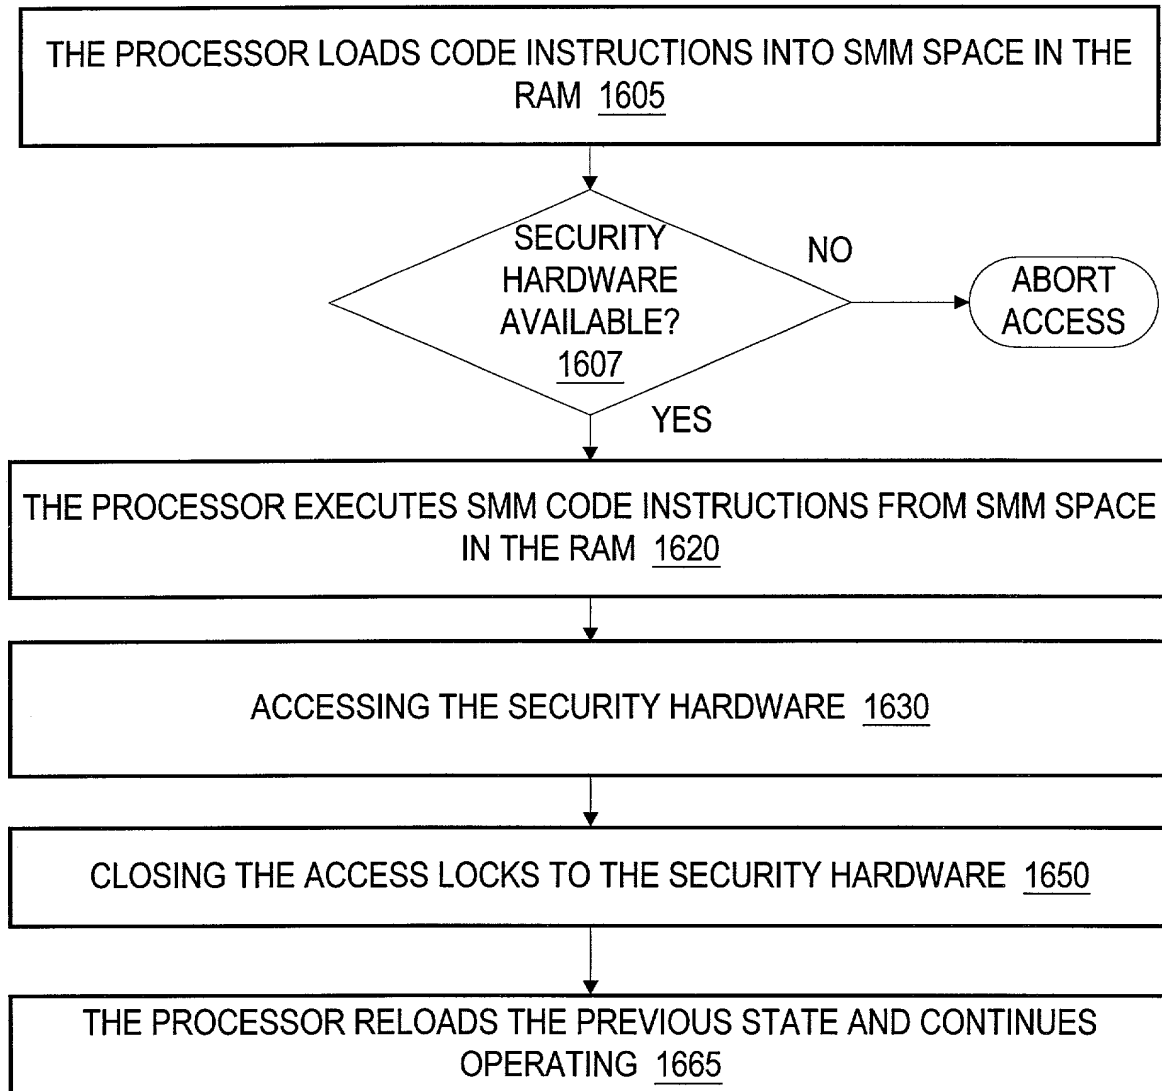 THE PROCESSOR LOADS CODE INSTRUCTIONS INTO SMM SPACE IN THE
RAM 1605
SECURITY
HARDWARE
AVAILABLE?
1607
NO
ABORT
ACCESS
YES
THE PROCESSOR EXECUTES SMM CODE INSTRUCTIONS FROM SMM SPACE
IN THE RAM 1620
ACCESSING THE SECURITY HARDWARE 1630
CLOSING THE ACCESS LOCKS TO THE SECURITY HARDWARE 1650
THE PROCESSOR RELOADS THE PREVIOUS STATE AND CONTINUES
OPERATING 1665